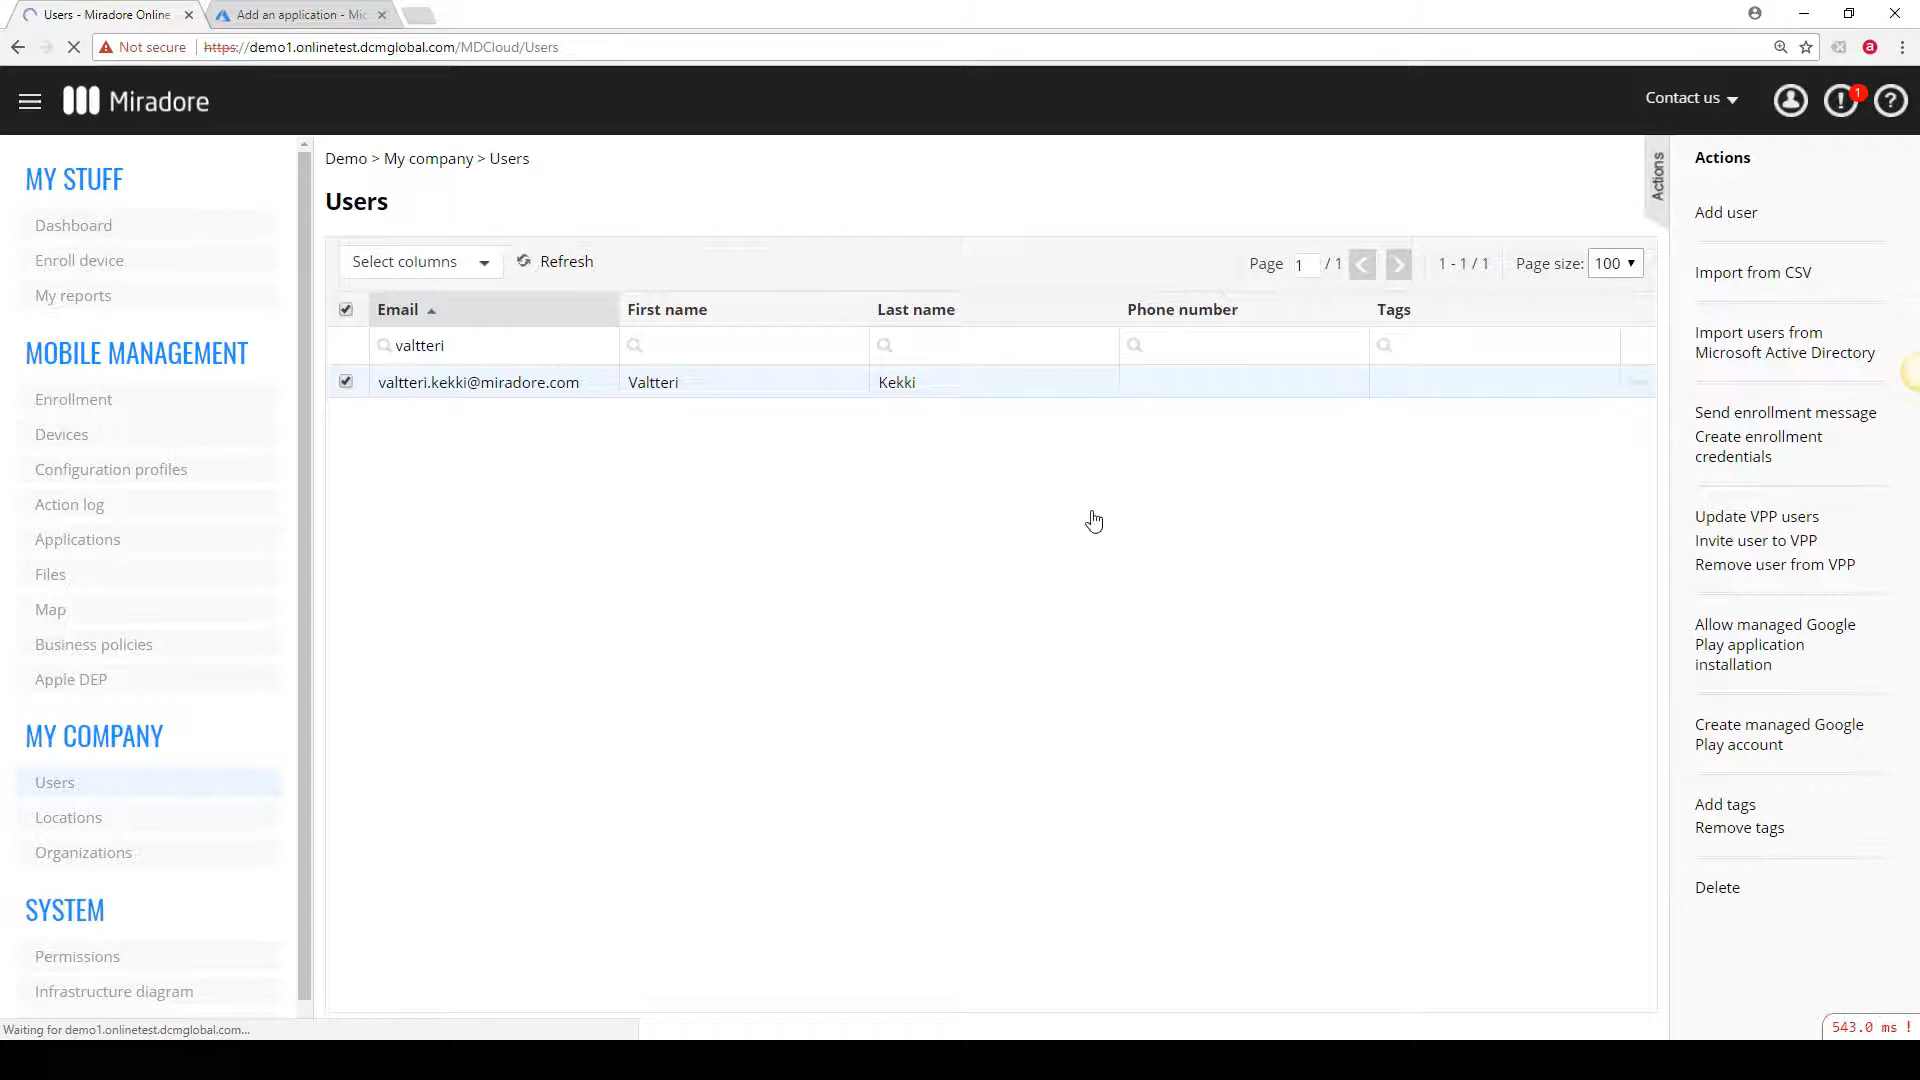 Users - Miradore Online
Add an application - Mic
Not secure
https://demo1.onlinetest.dcmglobal.com/MDCloud/Users
a
Miradore
Contact us
1
?
MY STUFF
Dashboard
Enroll device
My reports
MOBILE MANAGEMENT
Enrollment
Devices
Configuration profiles
Action log
Applications
Files
Map
Business policies
Apple DEP
MY COMPANY
Users
Locations
Organizations
SYSTEM
Permissions
Infrastructure diagram
Demo > My company > Users
Users
Select columns
Refresh
Page 1 / 1
1 - 1 / 1
Page size: 100
Email
First name
Last name
Phone number
Tags
valtteri
valtteri.kekki@miradore.com
Valtteri
Kekki
Actions
Actions
Add user
Import from CSV
Import users from
Microsoft Active Directory
Send enrollment message
Create enrollment
credentials
Update VPP users
Invite user to VPP
Remove user from VPP
Allow managed Google
Play application
installation
Create managed Google
Play account
Add tags
Remove tags
Delete
Waiting for demo1.onlinetest.dcmglobal.com...
543.0 ms !